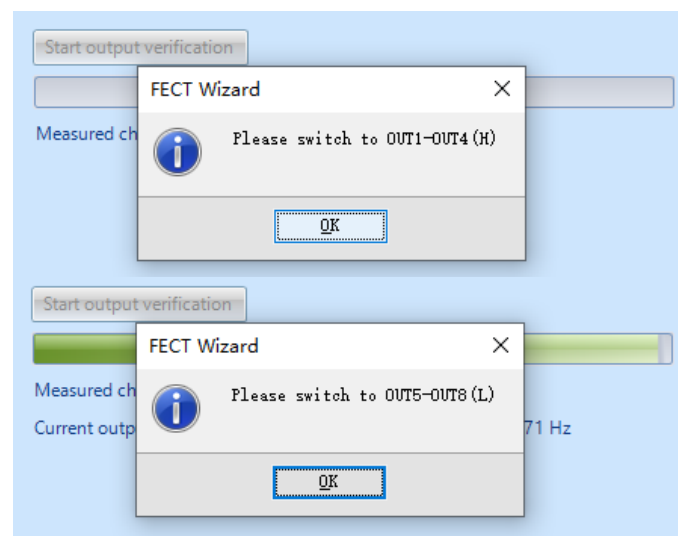 Start output verification
FECT Wizard
Measured ch
Please switch to OUT1-OUT4(H)
OK
Start output verification
FECT Wizard
Measured ch
Please switch to OUT5-OUT8(L)
Current outp
71 Hz
OK